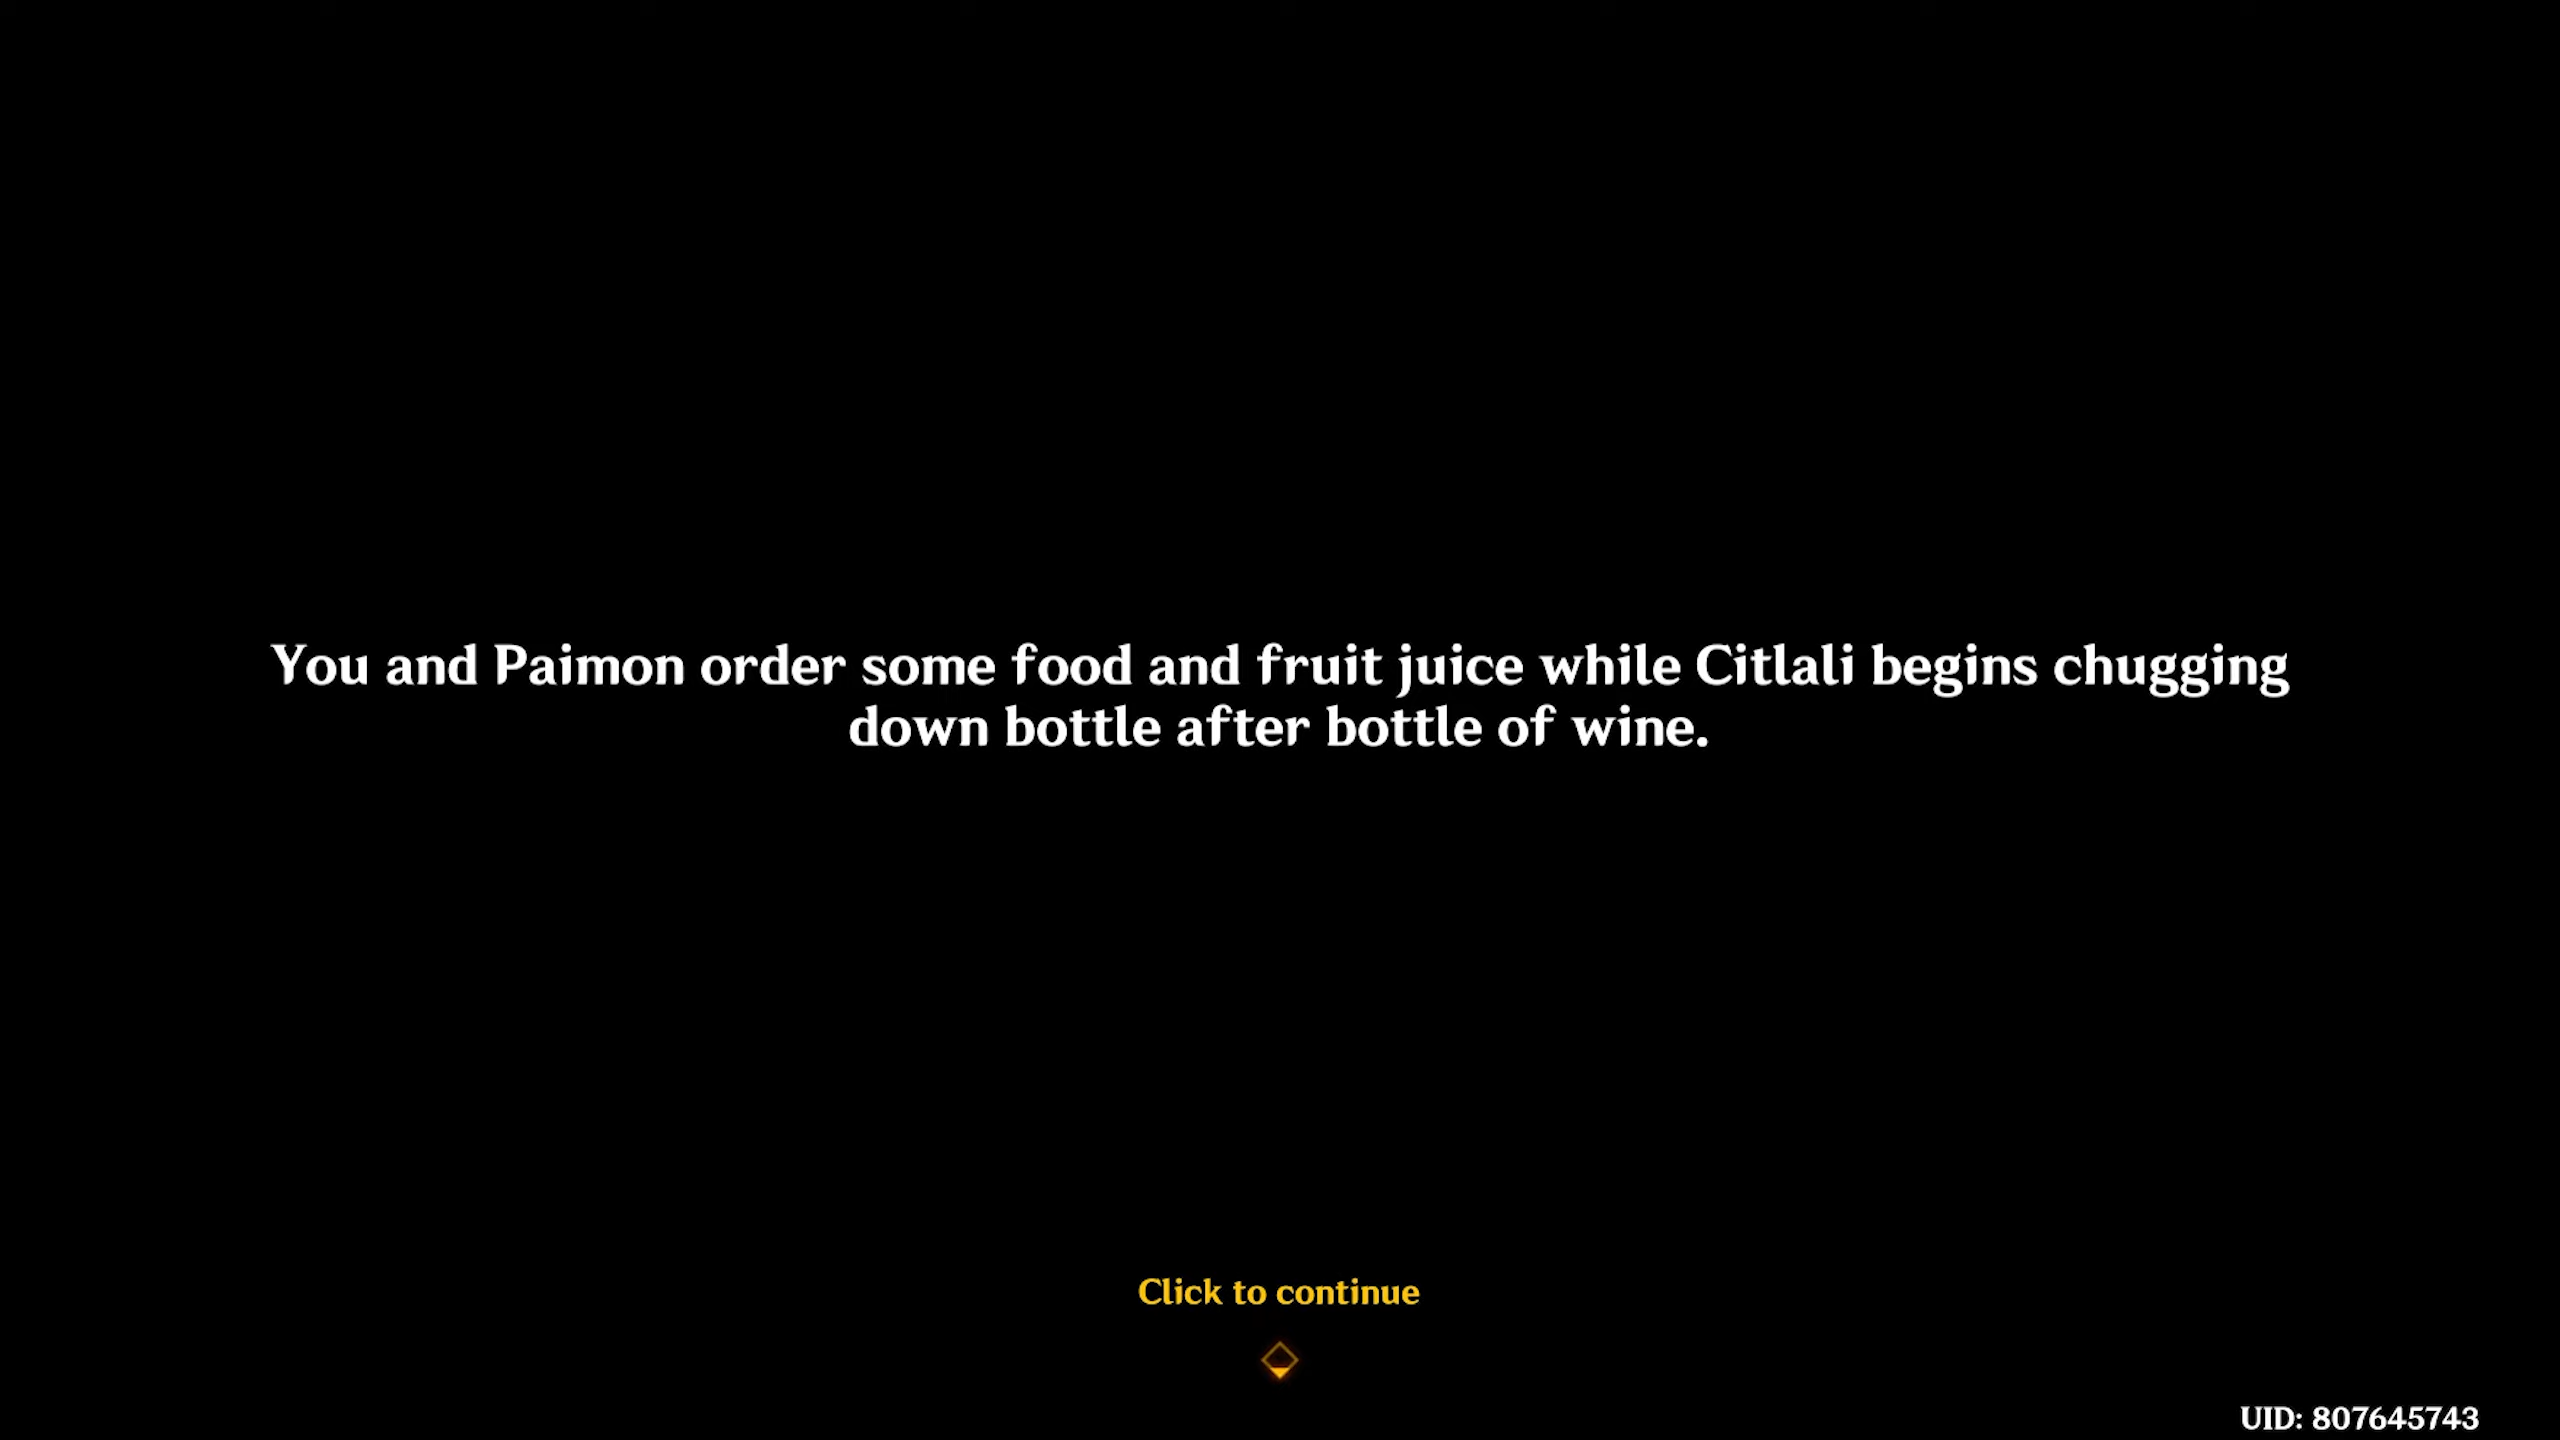 You and Paimon order some food and fruit juice while Citlali begins chugging
down bottle after bottle of wine.
Click to continue
UID: 807645743